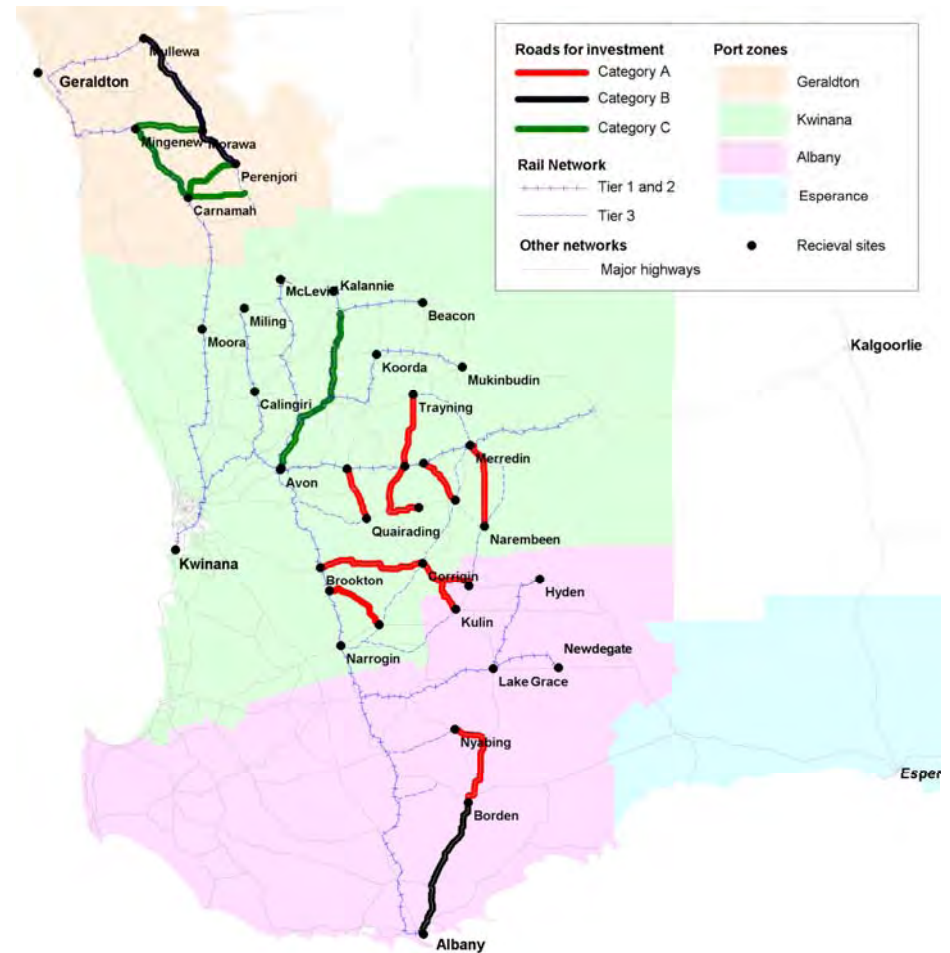 Roads for investment
Category A
Category B
Category C
Rail Network
Tier 1 and 2
Tier 3
Other networks
Major highways
Port zones
Geraldton
Kwinana
Albany
Esperance
Recieval sites
Mullewa
Geraldton
Mingenew
Morawa
Perenjori
Carnamah
McLevie
Kalannie
Miling
Beacon
Moora
Koorda
Mukinbudin
Kalgoorlie
Calingiri
Trayning
Merredin
Avon
Quairading
Narembeen
Kwinana
Brookton
Corrigin
Hyden
Kulin
Narrogin
Newdegate
Lake Grace
Nyabing
Esper
Borden
Albany